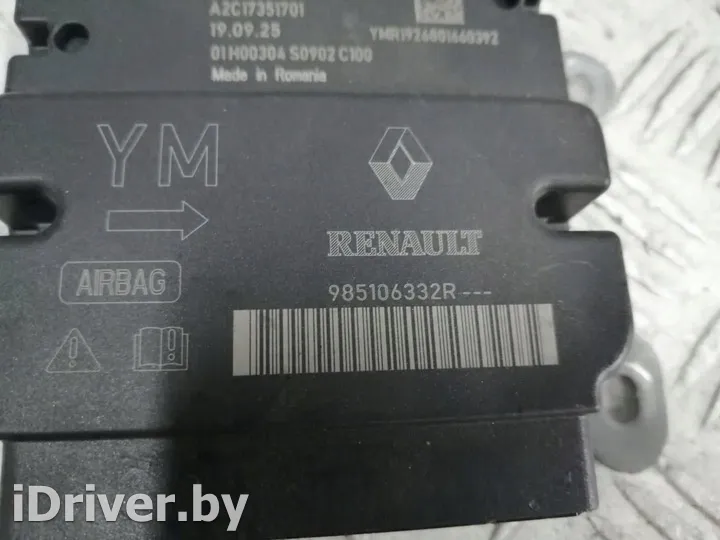 A2C17351701
19.09.25
YMR1926801660392
01H00304 S0902 C100
Made in Romania
YM
RENAULT
AIRBAG
985106332R---
iDriver.by